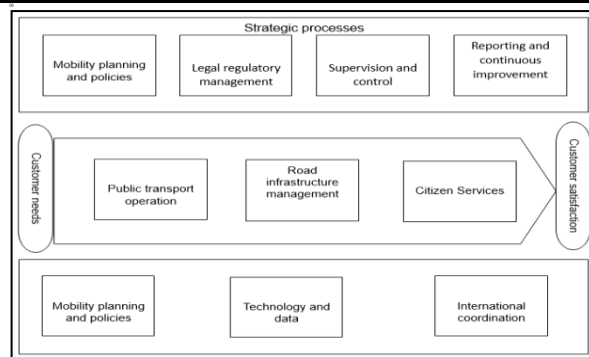 Strategic processes
Mobility planning
and policies
Legal regulatory
management
Supervision and
control
Reporting and
continuous
improvement
Customer needs
Public transport
operation
Road
infrastructure
management
Citizen Services
Customer satisfaction
Mobility planning
and policies
Technology and
data
International
coordination